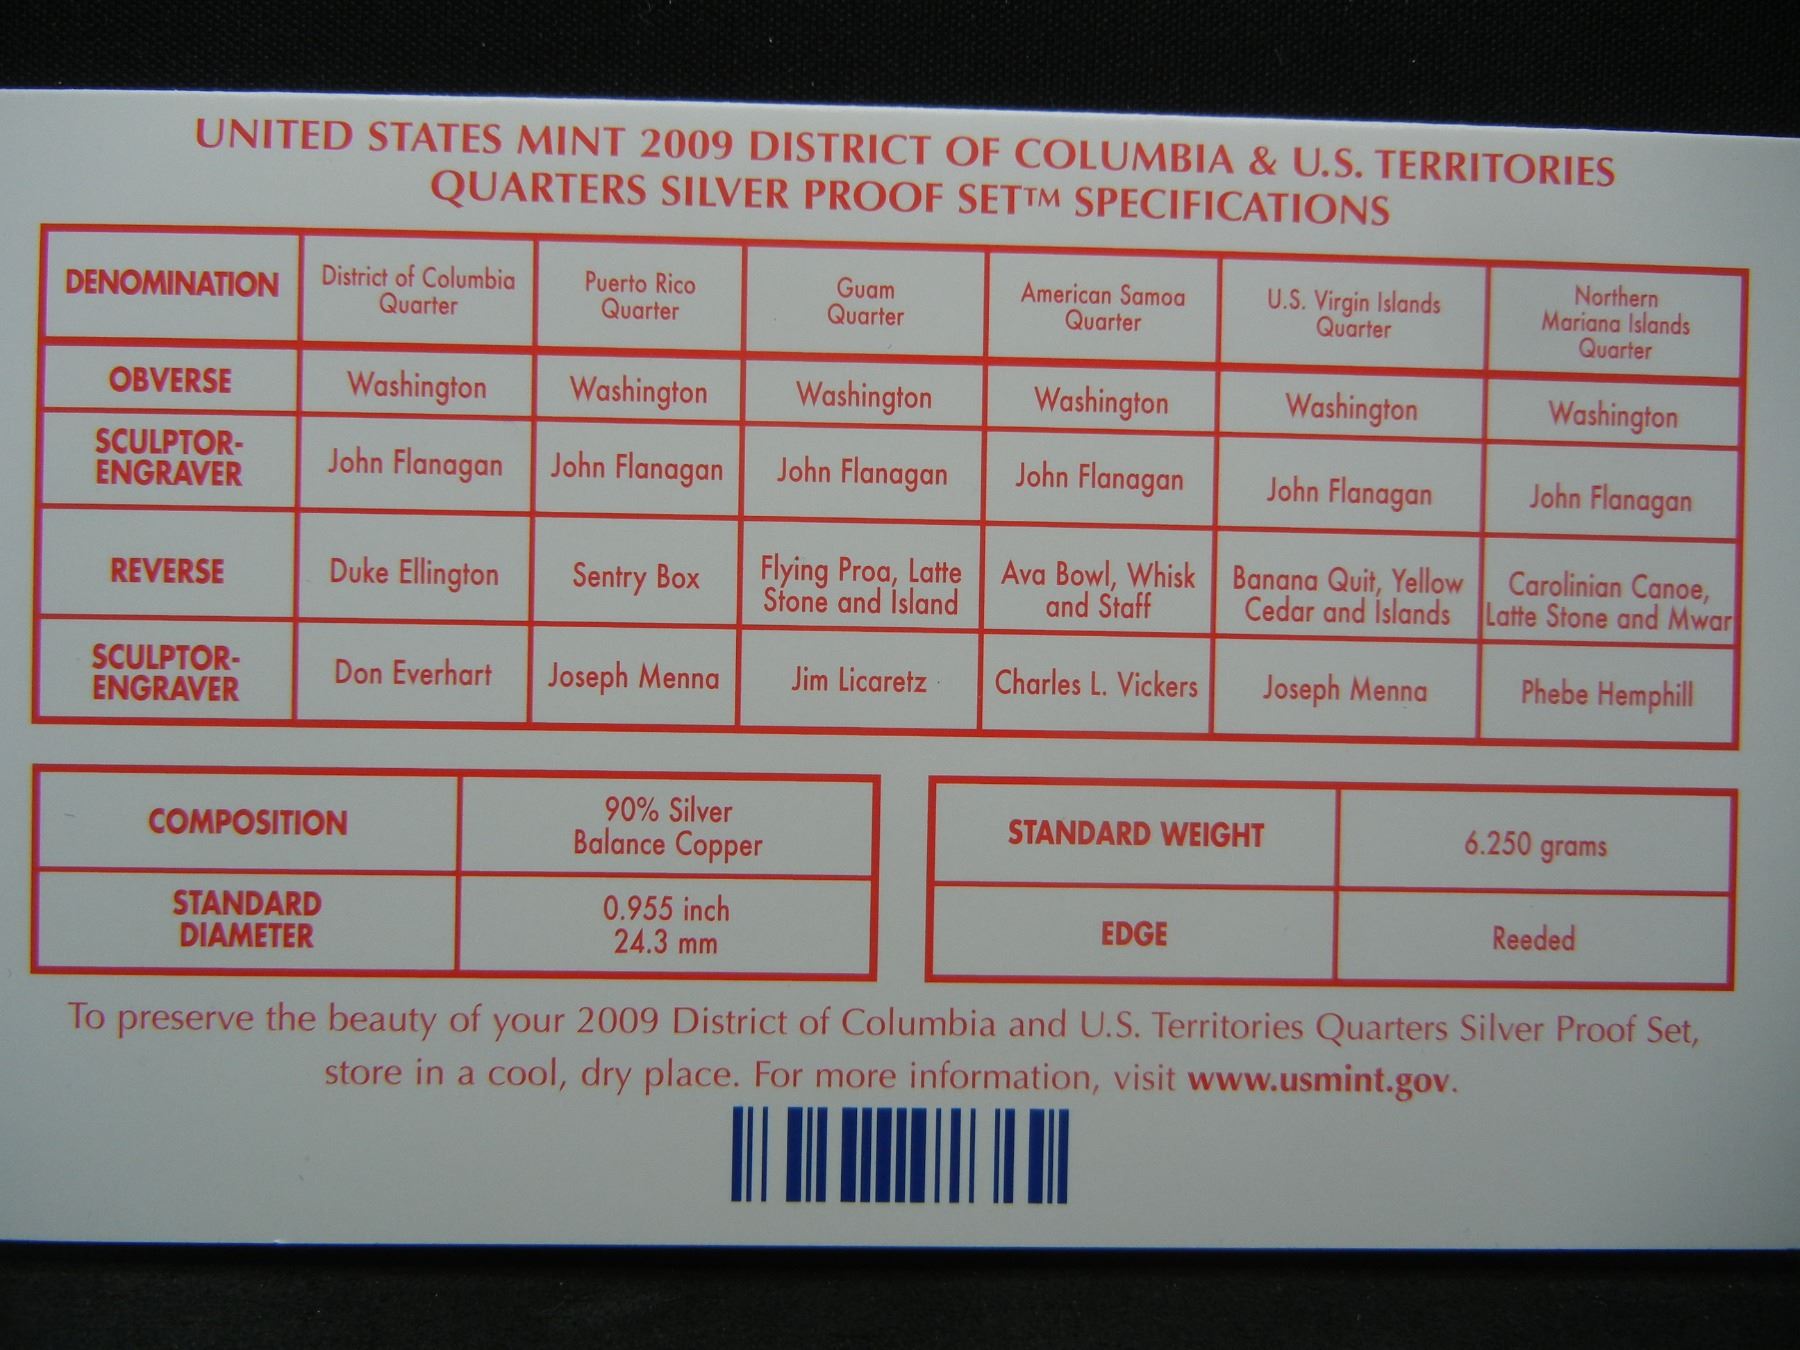 UNITED STATES MINT 2009 DISTRICT OF COLUMBIA & U.S. TERRITORIES
QUARTERS SILVER PROOF SET™ SPECIFICATIONS
DENOMINATION
District of Columbia
Quarter
Puerto Rico
Quarter
Guam
Quarter
American Samoa
Quarter
U.S. Virgin Islands
Quarter
Northern
Mariana Islands
Quarter
OBVERSE
Washington
Washington
Washington
Washington
Washington
Washington
SCULPTOR-
ENGRAVER
John Flanagan
John Flanagan
John Flanagan
John Flanagan
John Flanagan
John Flanagan
REVERSE
Duke Ellington
Sentry Box
Flying Proa, Latte
Stone and Island
Ava Bowl, Whisk
and Staff
Banana Quit, Yellow
Cedar and Islands
Carolinian Canoe,
Latte Stone and Mwar
SCULPTOR-
ENGRAVER
Don Everhart
Joseph Menna
Jim Licaretz
Charles L. Vickers
Joseph Menna
Phebe Hemphill
COMPOSITION
90% Silver
Balance Copper
STANDARD
DIAMETER
0.955 inch
24.3 mm
STANDARD WEIGHT
6.250 grams
EDGE
Reeded
To preserve the beauty of your 2009 District of Columbia and U.S. Territories Quarters Silver Proof Set,
store in a cool, dry place. For more information, visit www.usmint.gov.